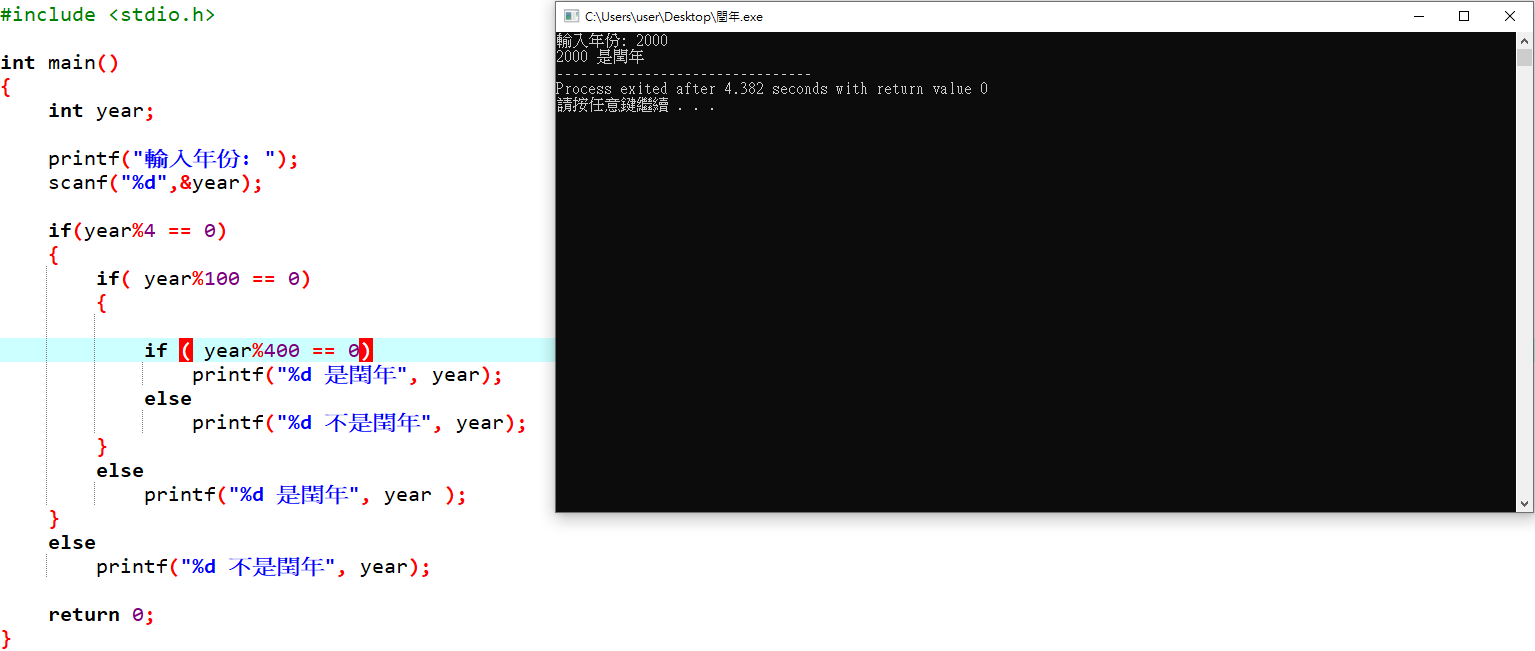 #include <stdio.h>
int main()
{
int year;
printf("輸入年份: ");
scanf("%d",&year);
if(year%4 == 0)
{
if( year%100 == 0)
{
if ( year%400 == 0)
printf("%d 是閏年", year);
else
printf("%d 不是閏年", year);
}
else
printf("%d 是閏年", year );
}
else
printf("%d 不是閏年", year);
return 0;
}
C:\Users\user\Desktop\閏年.exe
輸入年份: 2000
2000 是閏年
--------------------------------
Process exited after 4.382 seconds with return value 0
請按任意鍵繼續 . . .